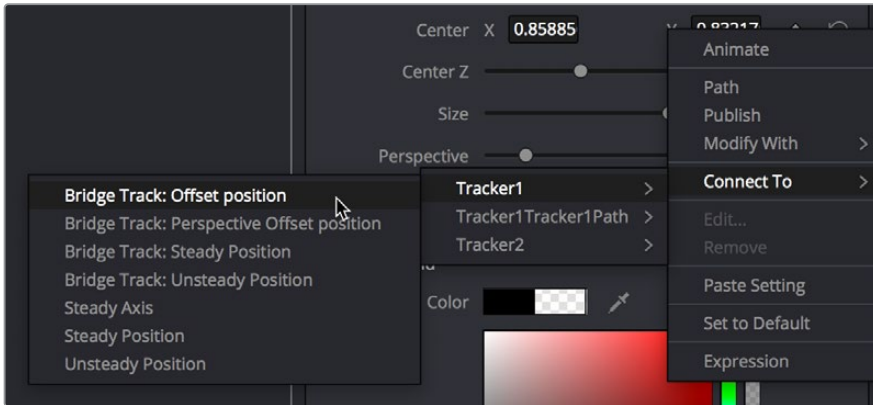 Center X 0.85885 Y 0.83217
Center Z
Size
Perspective
Animate
Path
Publish
Modify With >
Connect To >
Edit...
Remove
Paste Setting
Set to Default
Expression
Tracker1 >
Tracker1Tracker1Path >
Tracker2 >
Bridge Track: Offset position
Bridge Track: Perspective Offset position
Bridge Track: Steady Position
Bridge Track: Unsteady Position
Steady Axis
Steady Position
Unsteady Position
Color